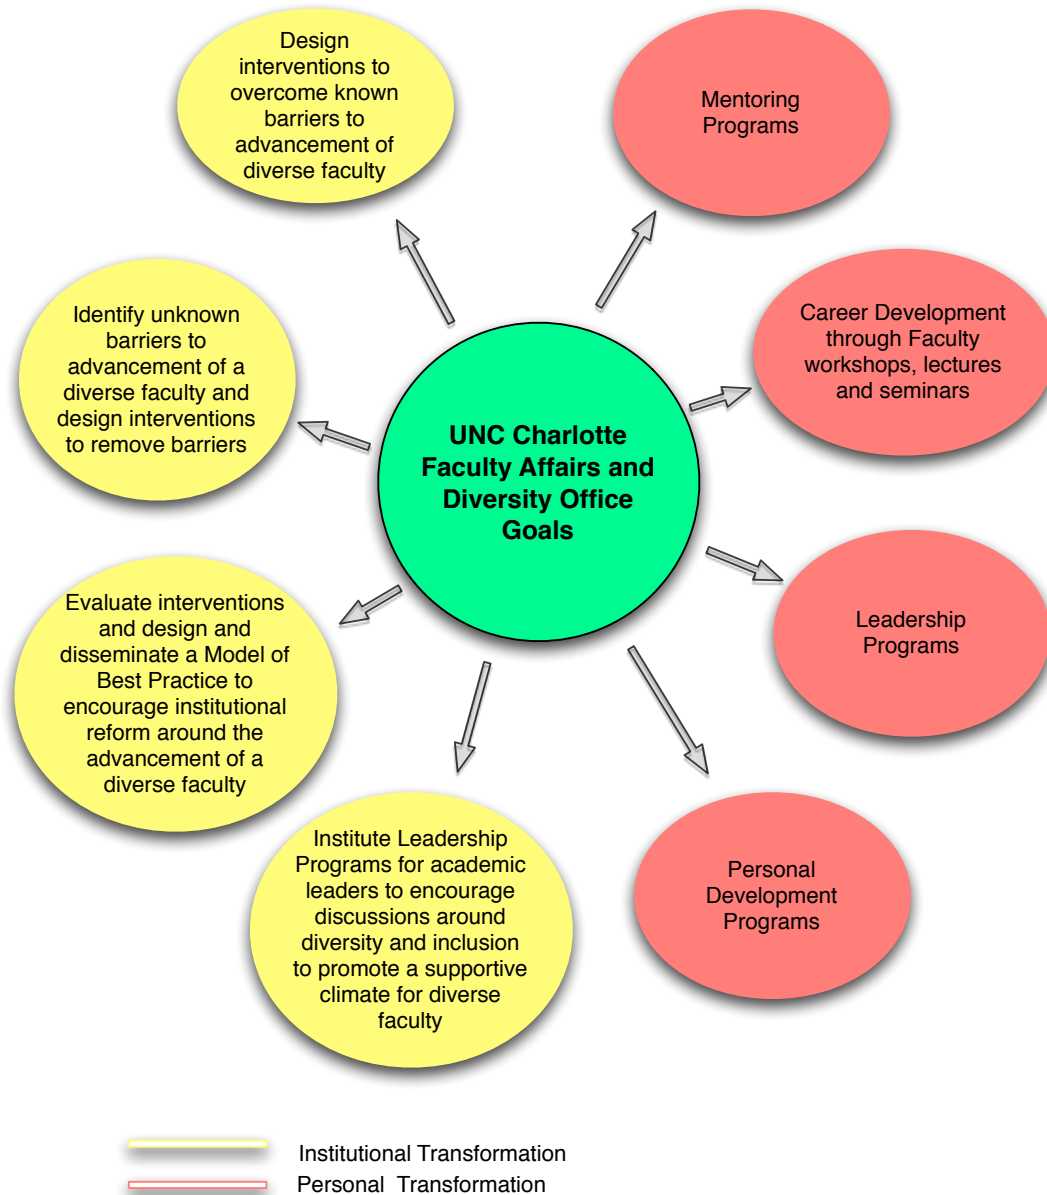 Design
interventions to
overcome known
barriers to
advancement of
diverse faculty
Mentoring
Programs
Identify unknown
barriers to
advancement of a
diverse faculty and
design interventions
to remove barriers
Career Development
through Faculty
workshops, lectures
and seminars
UNC Charlotte
Faculty Affairs and
Diversity Office
Goals
Evaluate interventions
and design and
disseminate a Model of
Best Practice to
encourage institutional
reform around the
advancement of a
diverse faculty
Leadership
Programs
Institute Leadership
Programs for academic
leaders to encourage
discussions around
diversity and inclusion
to promote a supportive
climate for diverse
faculty
Personal
Development
Programs
Institutional Transformation
Personal  Transformation